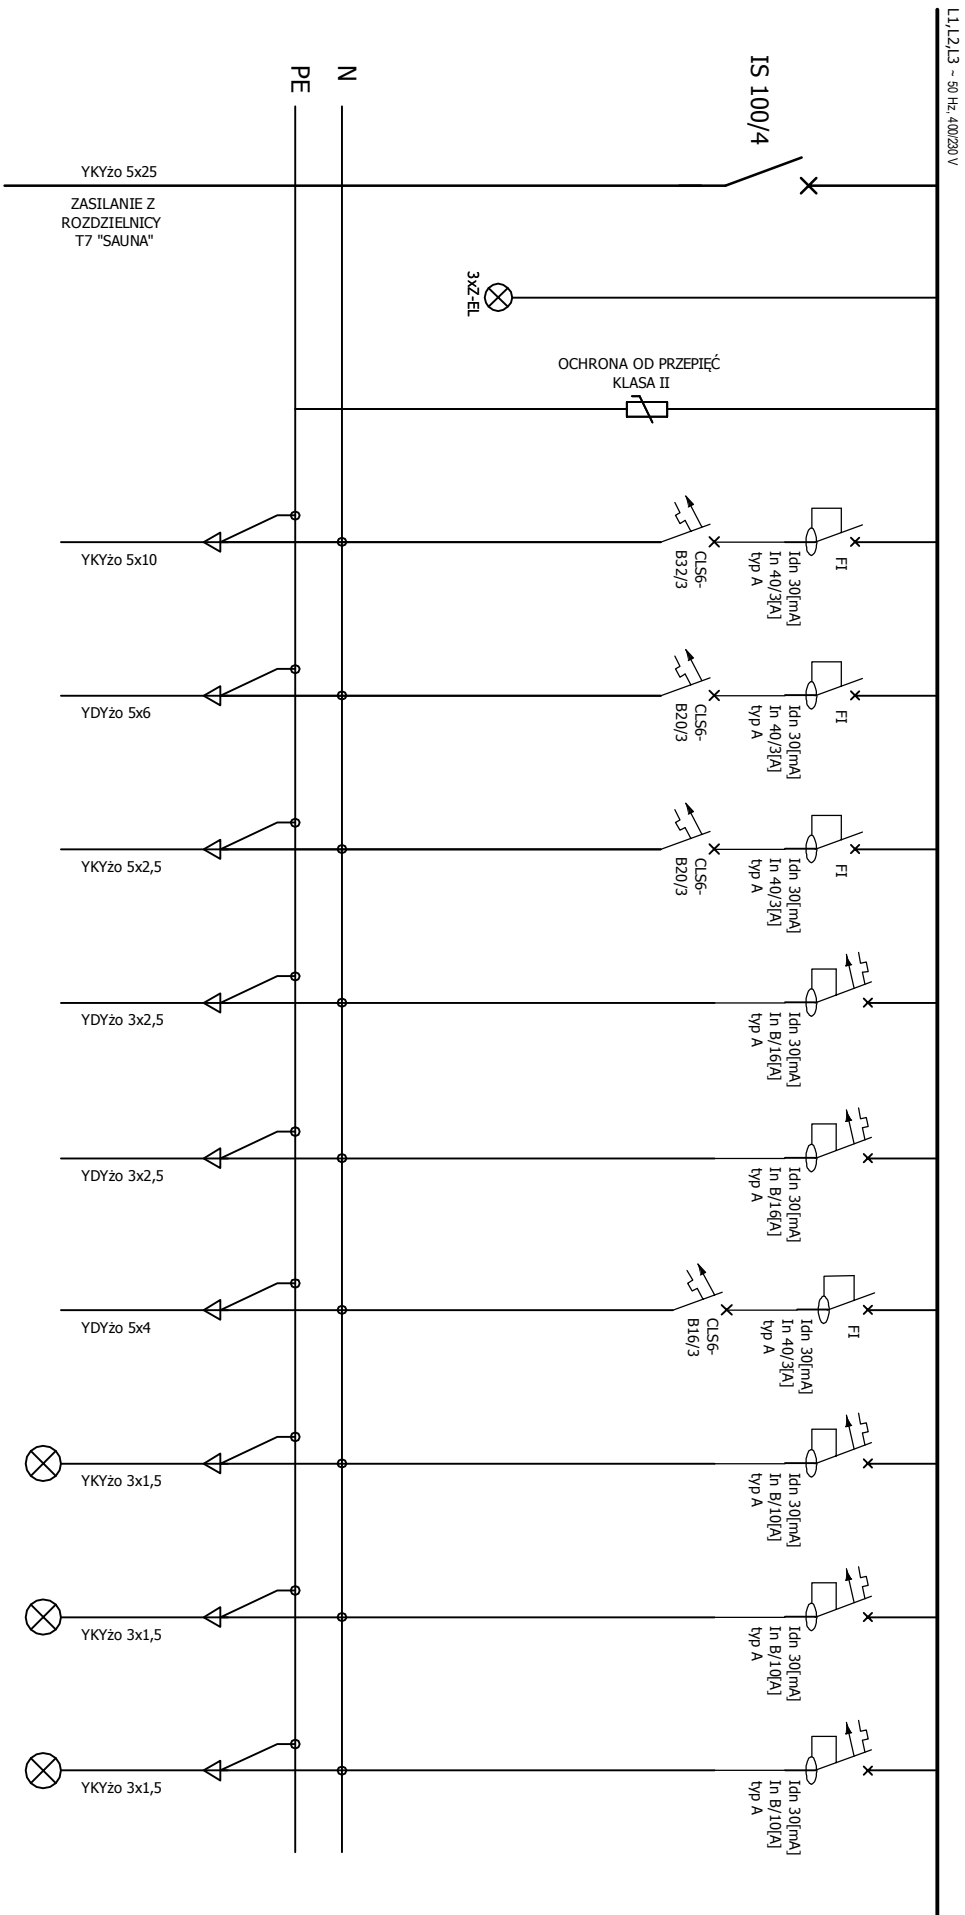 L1,L2,L3 ~ 50 Hz, 400/230 V
IS 100/4
N
PE
YKYżo 5x25
ZASILANIE Z
ROZDZIELNICY
T7 "SAUNA"
3xZ-EL
OCHRONA OD PRZEPIĘĆ
KLASA II
FI
Idn 30[mA]
In 40/3[A]
typ A
CLS6-
B32/3
YKYżo 5x10
FI
Idn 30[mA]
In 40/3[A]
typ A
CLS6-
B20/3
YDYżo 5x6
FI
Idn 30[mA]
In 40/3[A]
typ A
CLS6-
B20/3
YKYżo 5x2,5
Idn 30[mA]
In B/16[A]
typ A
YDYżo 3x2,5
Idn 30[mA]
In B/16[A]
typ A
YDYżo 3x2,5
FI
Idn 30[mA]
In 40/3[A]
typ A
CLS6-
B16/3
YDYżo 5x4
Idn 30[mA]
In B/10[A]
typ A
YKYżo 3x1,5
Idn 30[mA]
In B/10[A]
typ A
YKYżo 3x1,5
Idn 30[mA]
In B/10[A]
typ A
YKYżo 3x1,5